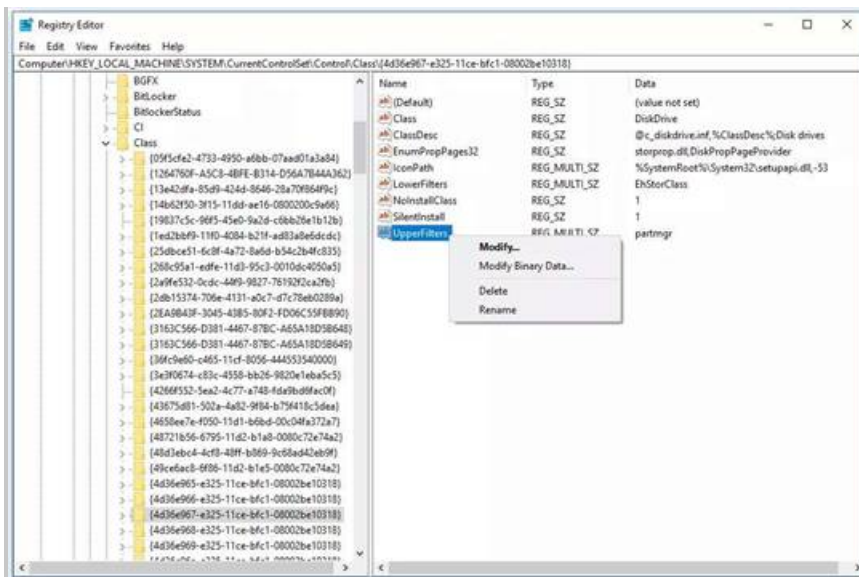 Registry Editor
File Edit View Favorites Help
Computer\HKEY_LOCAL_MACHINE\SYSTEM\CurrentControlSet\Control\Class\{4d36e967-e325-11ce-bfc1-08002be10318}
BGFX
BitLocker
BitlockerStatus
CI
Class
{05f5cfe2-4733-4950-a6bb-07aad01a3a84}
{1264760F-A5C8-4BFE-B314-D56A7B44A362}
{13e42dfa-85d9-424d-8646-28a70f864f9c}
{14b62f50-3f15-11dd-ae16-0800200c9a66}
{19837c5c-96f5-45e0-9a2d-c6bb26e1b12b}
{1ed2bbf9-11f0-4084-b21f-ad83a8e6dcdc}
{25dbce51-6c8f-4a72-8a6d-b54c2b4fc835}
{268c95a1-edfe-11d3-95c3-0010dc4050a5}
{2a9fe532-0cdc-44f9-9827-76192f2ca2fb}
{2db15374-706e-4131-a0c7-d7c78eb0289a}
{2EA9B43F-3045-43B5-80F2-FD06C55FBB90}
{3163C566-D381-4467-87BC-A65A18D5B648}
{3163C566-D381-4467-87BC-A65A18D5B649}
{36fc9e60-c465-11cf-8056-444553540000}
{3e3f0674-c83c-4558-bb26-9820e1eba5c5}
{4266f552-5ea2-4c77-a748-fda9bd6fac0f}
{43675d81-502a-4a82-9f84-b75f418c5dea}
{4658ee7e-f050-11d1-b6bd-00c04fa372a7}
{48721b56-6795-11d2-b1a8-0080c72e74a2}
{48d3ebc4-4cf8-48ff-b869-9c68ad42eb9f}
{49ce6ac8-6f86-11d2-b1e5-0080c72e74a2}
{4d36e965-e325-11ce-bfc1-08002be10318}
{4d36e966-e325-11ce-bfc1-08002be10318}
{4d36e967-e325-11ce-bfc1-08002be10318}
{4d36e968-e325-11ce-bfc1-08002be10318}
{4d36e969-e325-11ce-bfc1-08002be10318}
Name Type Data
(Default) REG_SZ (value not set)
Class REG_SZ DiskDrive
ClassDesc REG_SZ @c_diskdrive.inf,%ClassDesc%;Disk drives
EnumPropPages32 REG_SZ storprop.dll,DiskPropPageProvider
IconPath REG_MULTI_SZ %SystemRoot%\System32\setupapi.dll,-53
LowerFilters REG_MULTI_SZ EhStorClass
NoInstallClass REG_SZ 1
SilentInstall REG_SZ 1
UpperFilters REG_MULTI_SZ partmgr
Modify...
Modify Binary Data...
Delete
Rename